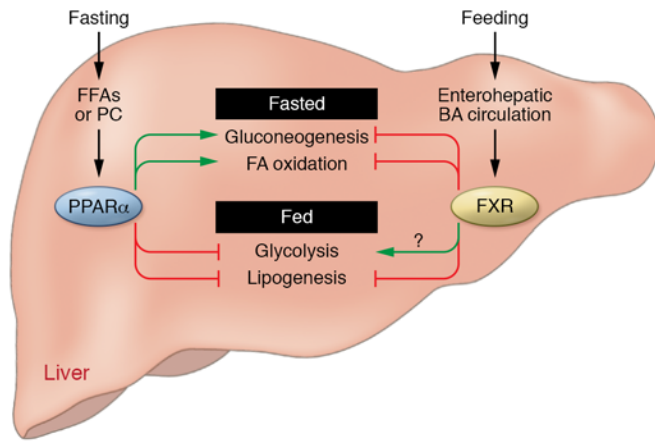 Fasting
Feeding
FFAs
or PC
Enterohepatic
BA circulation
Fasted
Gluconeogenesis
FA oxidation
PPARα
FXR
Fed
?
Glycolysis
Lipogenesis
Liver